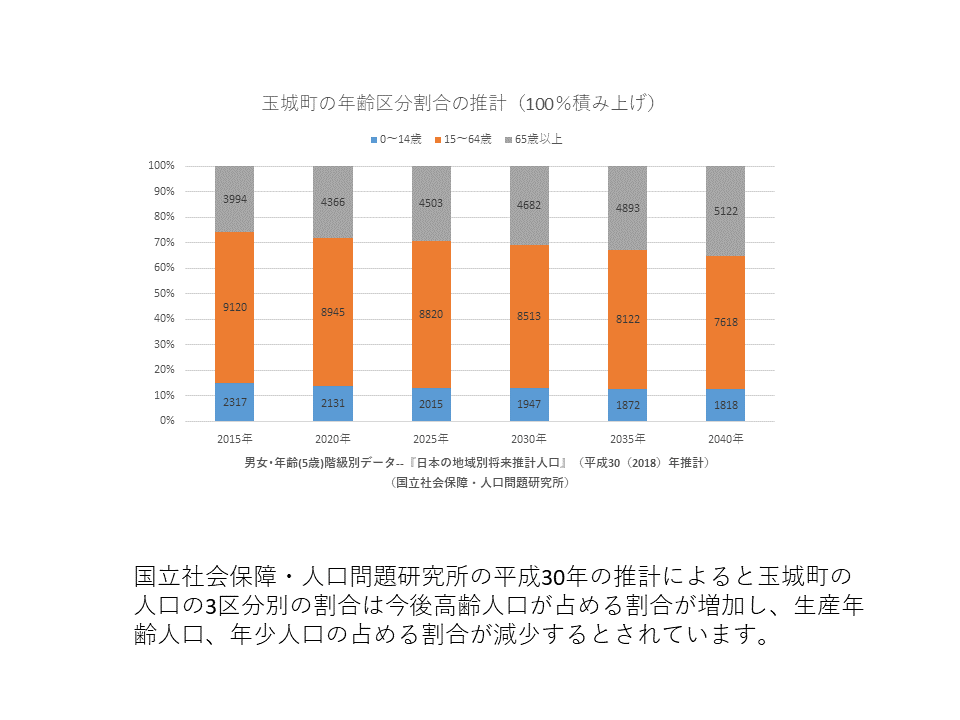 玉城町の年齢区分割合の推計（100％積み上げ）
0～14歳 15～64歳 65歳以上
100%
90%
80%
70%
60%
50%
40%
30%
20%
10%
0%
3994 4366 4503 4682 4893 5122
9120 8945 8820 8513 8122 7618
2317 2131 2015 1947 1872 1818
2015年 2020年 2025年 2030年 2035年 2040年
男女･年齢(5歳)階級別データ--『日本の地域別将来推計人口』（平成30（2018）年推計）
（国立社会保障・人口問題研究所）
国立社会保障・人口問題研究所の平成30年の推計によると玉城町の
人口の3区分別の割合は今後高齢人口が占める割合が増加し、生産年
齢人口、年少人口の占める割合が減少するとされています。